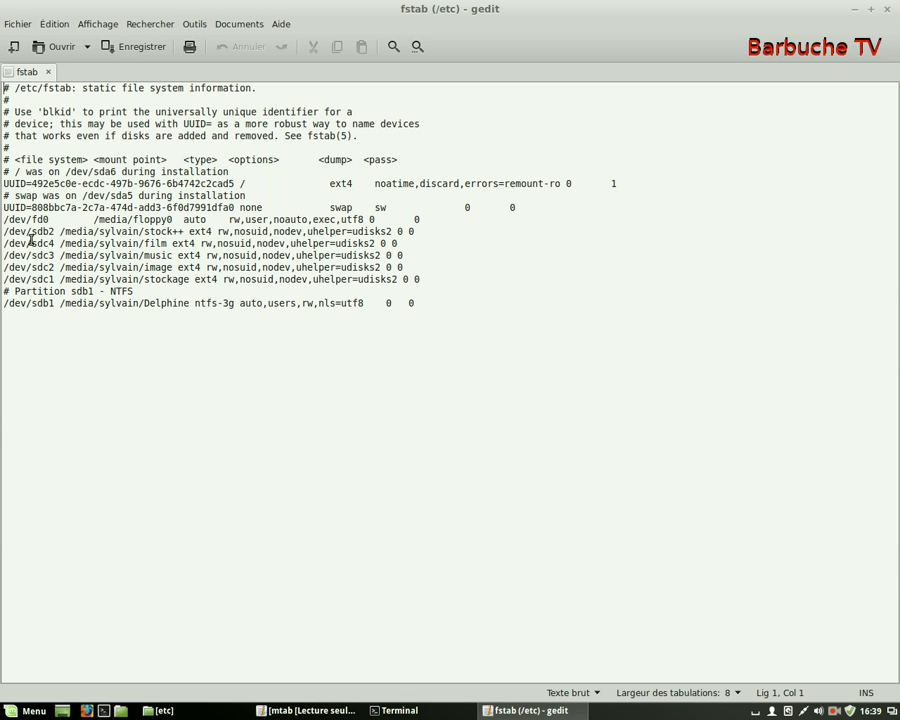 fstab (/etc) - gedit
Fichier Édition Affichage Rechercher Outils Documents Aide
Ouvrir Enregistrer Annuler
Barbuche TV
fstab
# /etc/fstab: static file system information.
#
# Use 'blkid' to print the universally unique identifier for a
# device; this may be used with UUID= as a more robust way to name devices
# that works even if disks are added and removed. See fstab(5).
#
# <file system> <mount point> <type> <options> <dump> <pass>
# / was on /dev/sda6 during installation
UUID=492e5c0e-ecdc-497b-9676-6b4742c2cad5 / ext4 noatime,discard,errors=remount-ro 0 1
# swap was on /dev/sda5 during installation
UUID=808bbc7a-2c7a-474d-add3-6f0d7991dfa0 none swap sw 0 0
/dev/fd0 /media/floppy0 auto rw,user,noauto,exec,utf8 0 0
/dev/sdb2 /media/sylvain/stock++ ext4 rw,nosuid,nodev,uhelper=udisks2 0 0
/dev/sdc4 /media/sylvain/film ext4 rw,nosuid,nodev,uhelper=udisks2 0 0
/dev/sdc3 /media/sylvain/music ext4 rw,nosuid,nodev,uhelper=udisks2 0 0
/dev/sdc2 /media/sylvain/image ext4 rw,nosuid,nodev,uhelper=udisks2 0 0
/dev/sdc1 /media/sylvain/stockage ext4 rw,nosuid,nodev,uhelper=udisks2 0 0
# Partition sdb1 - NTFS
/dev/sdb1 /media/sylvain/Delphine ntfs-3g auto,users,rw,nls=utf8 0 0
Texte brut Largeur des tabulations: 8 Lig 1, Col 1 INS
Menu [etc] [mtab [Lecture seul... Terminal fstab (/etc) - gedit 16:39